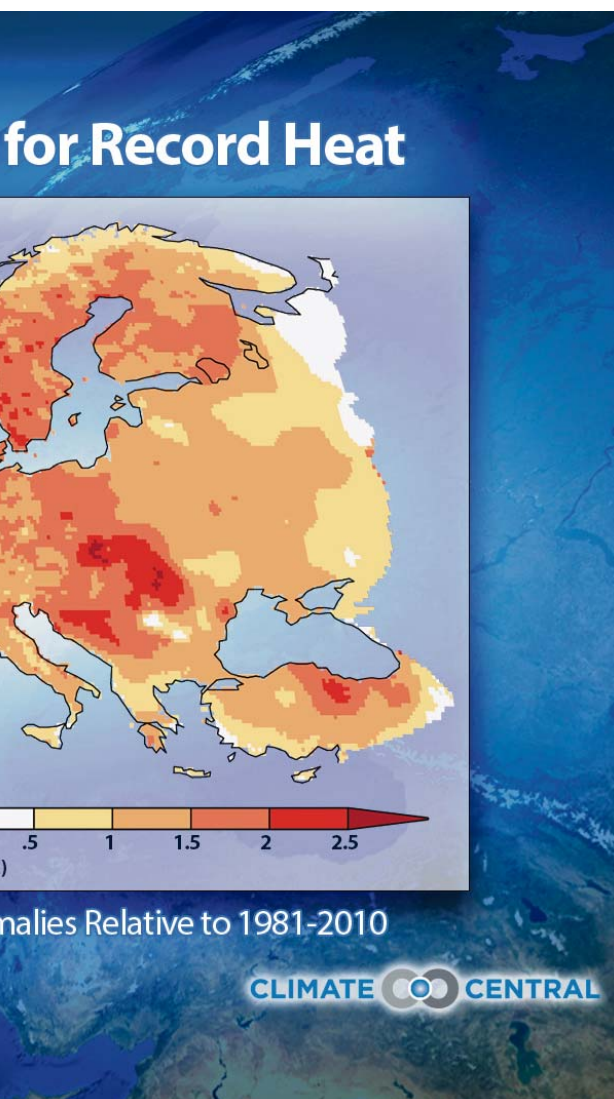 for Record Heat
.5 1 1.5 2 2.5
)
malies Relative to 1981-2010
CLIMATE CENTRAL